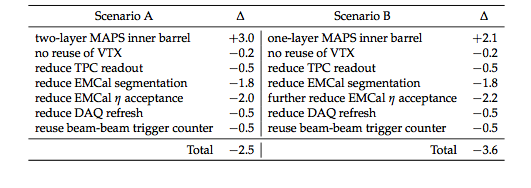 Scenario A Δ Scenario B Δ
two-layer MAPS inner barrel +3.0 one-layer MAPS inner barrel +2.1
no reuse of VTX −0.2 no reuse of VTX −0.2
reduce TPC readout −0.5 reduce TPC readout −0.5
reduce EMCal segmentation −1.8 reduce EMCal segmentation −1.8
reduce EMCal η acceptance −2.0 further reduce EMCal η acceptance −2.2
reduce DAQ refresh −0.5 reduce DAQ refresh −0.5
reuse beam-beam trigger counter −0.5 reuse beam-beam trigger counter −0.5
Total −2.5 Total −3.6